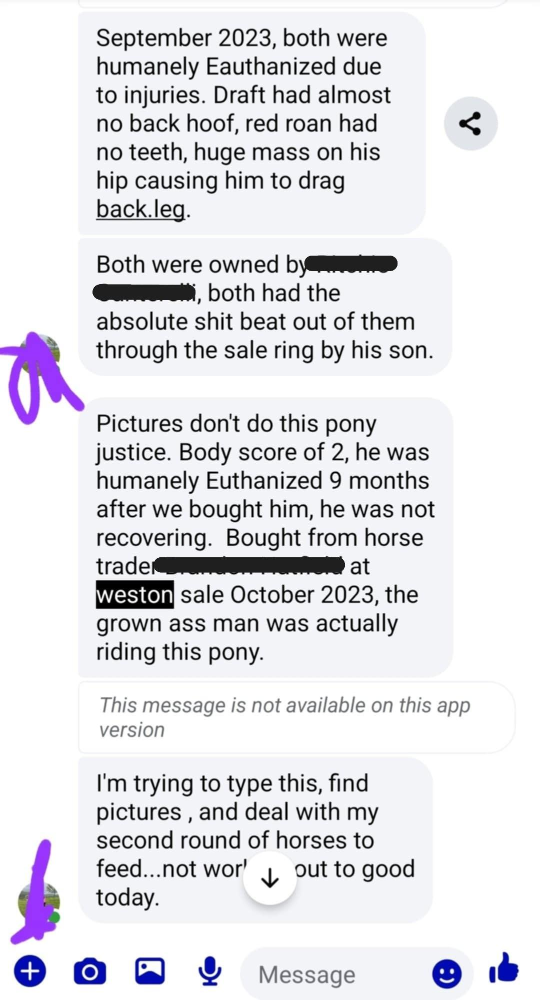 September 2023, both were
humanely Eauthanized due
to injuries. Draft had almost
no back hoof, red roan had
no teeth, huge mass on his
hip causing him to drag
back.leg.
Both were owned by
, both had the
absolute shit beat out of them
through the sale ring by his son.
Pictures don't do this pony
justice. Body score of 2, he was
humanely Euthanized 9 months
after we bought him, he was not
recovering. Bought from horse
trader at
weston sale October 2023, the
grown ass man was actually
riding this pony.
This message is not available on this app
version
I'm trying to type this, find
pictures , and deal with my
second round of horses to
feed...not out to good
today.
Message